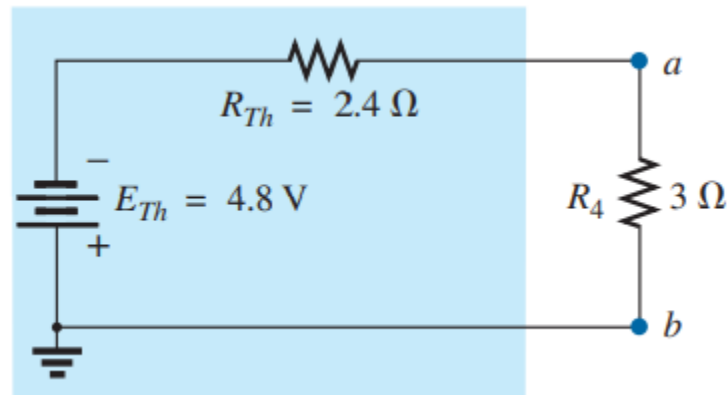 a
R_Th = 2.4 Ω
−
E_Th = 4.8 V
R_4 3 Ω
+
b